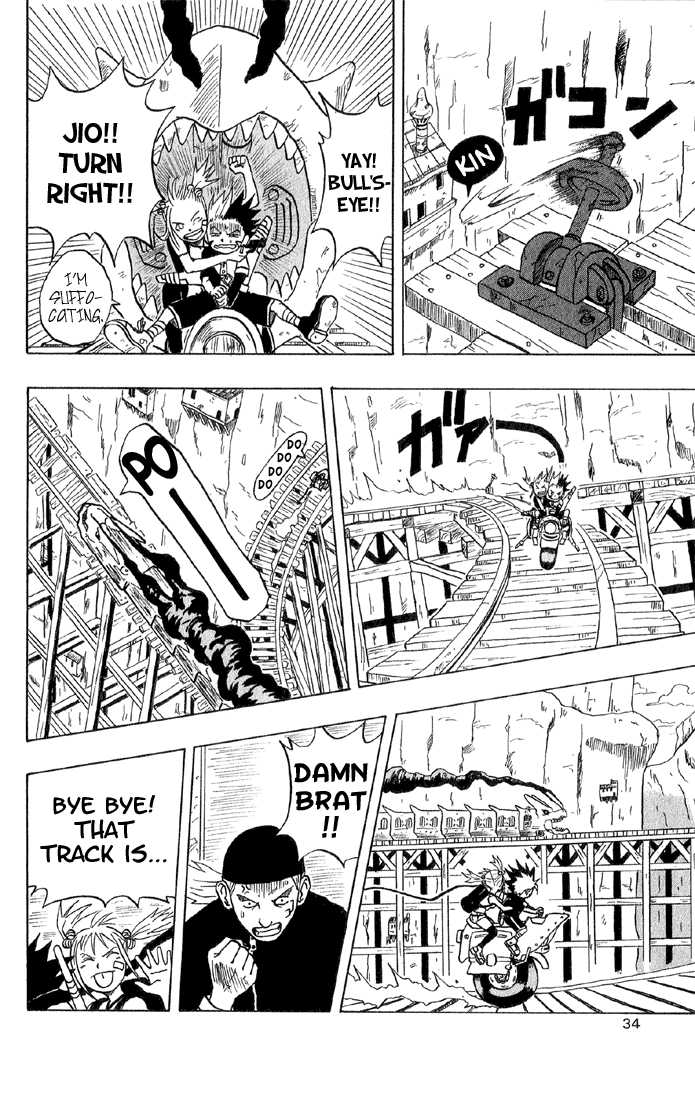 ガコン
KIN
YAY!
BULL'S-
EYE!!
JIO!!
TURN
RIGHT!!
I'M
SUFFO-
CATING.
ガァー
DO
DO
DO
DO
PO
DAMN
BRAT
!!
BYE BYE!
THAT
TRACK IS...
34